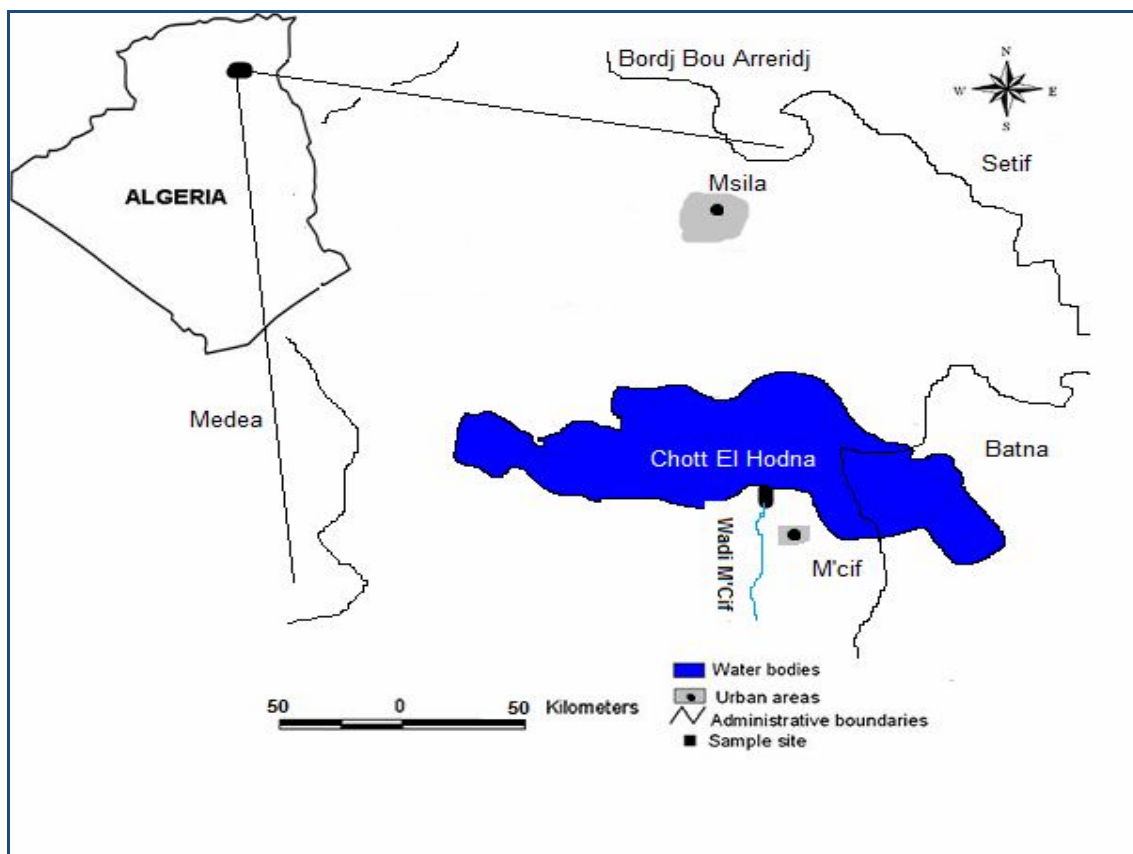 Bordj Bou Arreridj
N
W E
S
Setif
Msila
ALGERIA
Medea
Chott El Hodna
Batna
Wadi M'Cif
M'cif
Water bodies
Urban areas
Administrative boundaries
Sample site
50 0 50 Kilometers